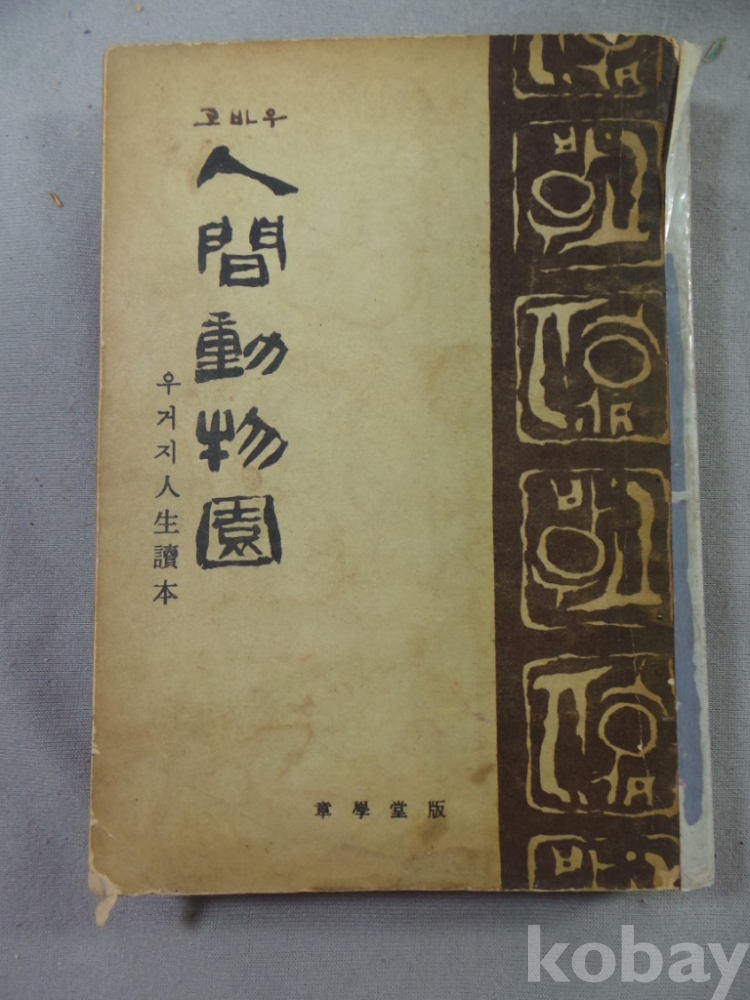 고바우
人間動物園
우거지人生讀本
章學堂版
kobay